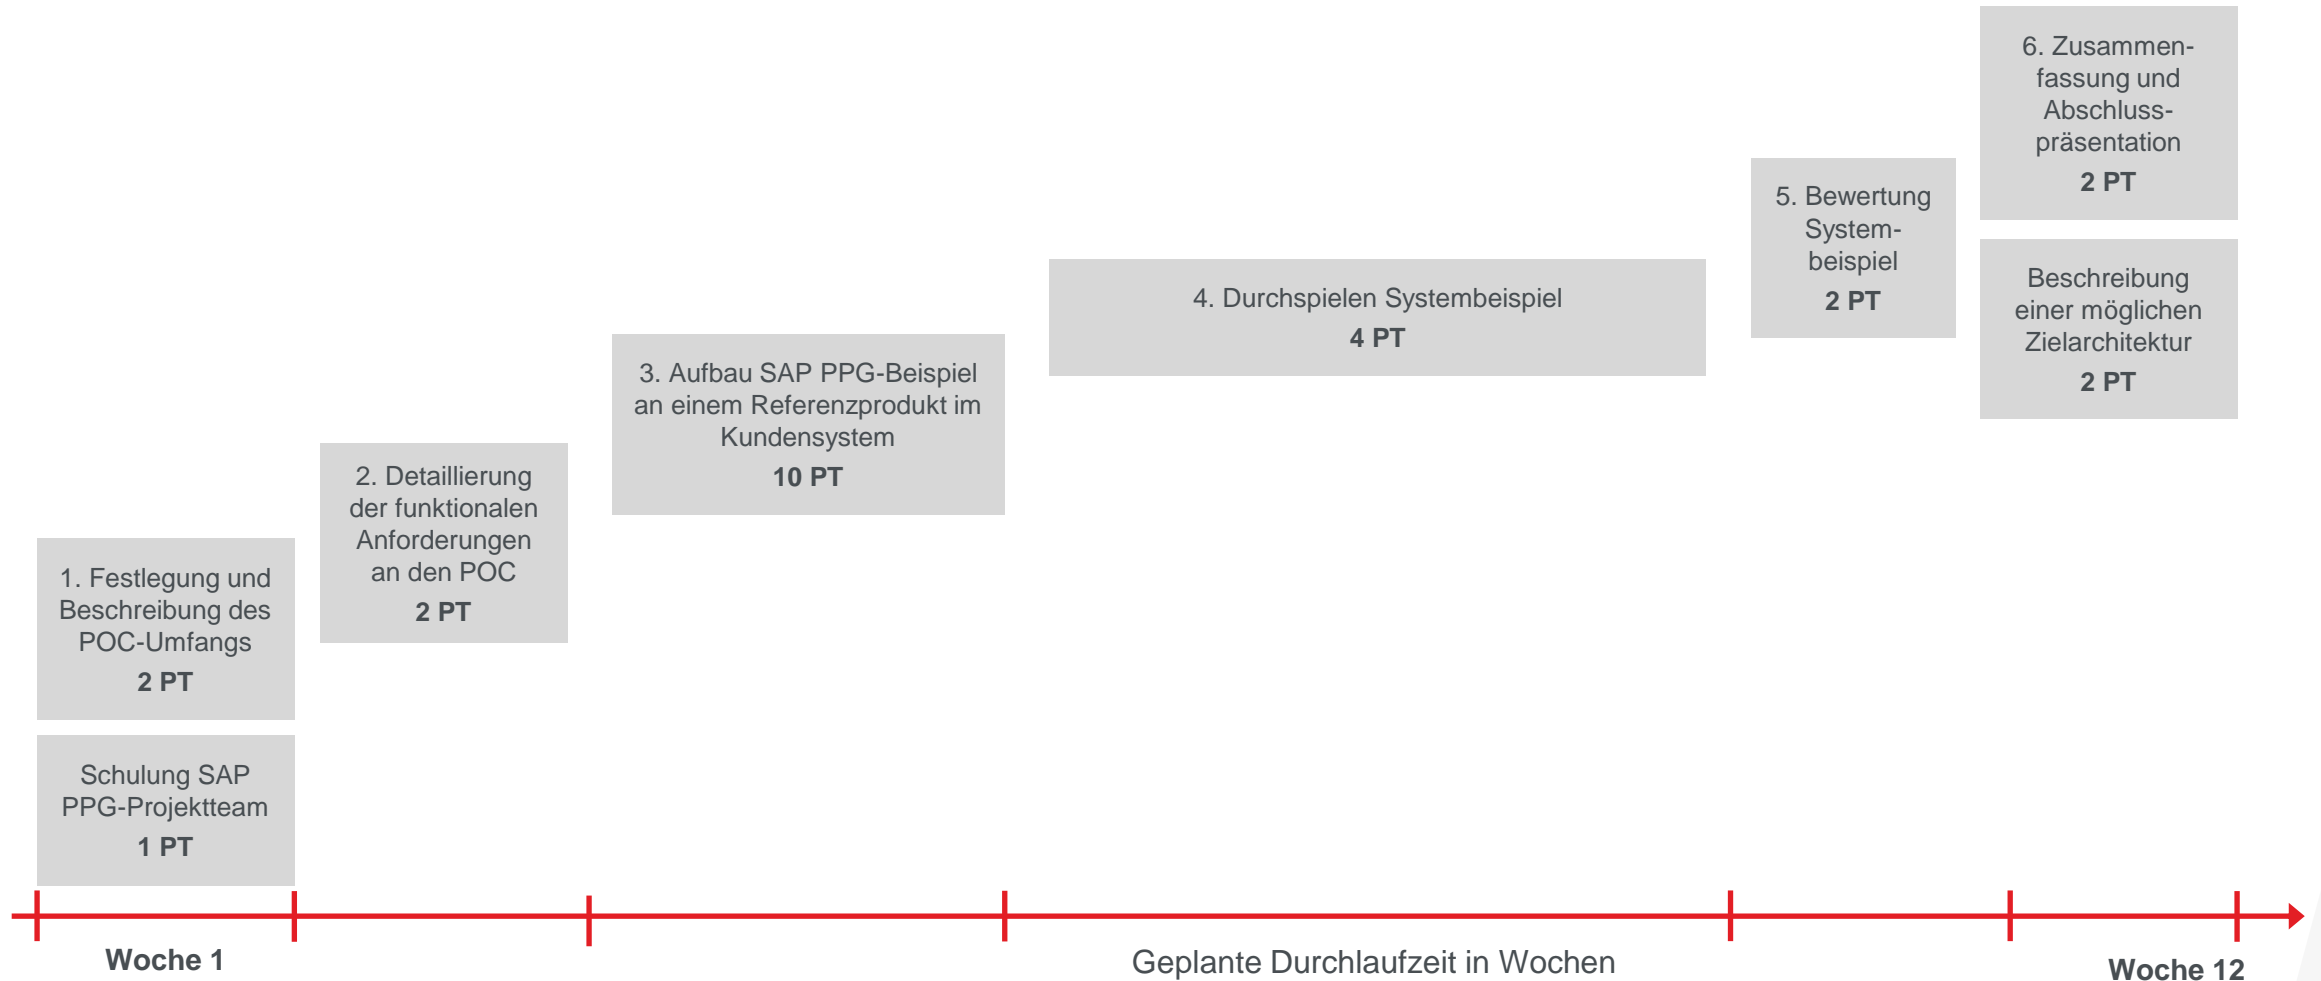 1. Festlegung und
Beschreibung des
POC-Umfangs
2 PT
Schulung SAP
PPG-Projektteam
1 PT
2. Detaillierung
der funktionalen
Anforderungen
an den POC
2 PT
3. Aufbau SAP PPG-Beispiel
an einem Referenzprodukt im
Kundensystem
10 PT
4. Durchspielen Systembeispiel
4 PT
5. Bewertung
System-
beispiel
2 PT
6. Zusammen-
fassung und
Abschluss-
präsentation
2 PT
Beschreibung
einer möglichen
Zielarchitektur
2 PT
Woche 1
Geplante Durchlaufzeit in Wochen
Woche 12